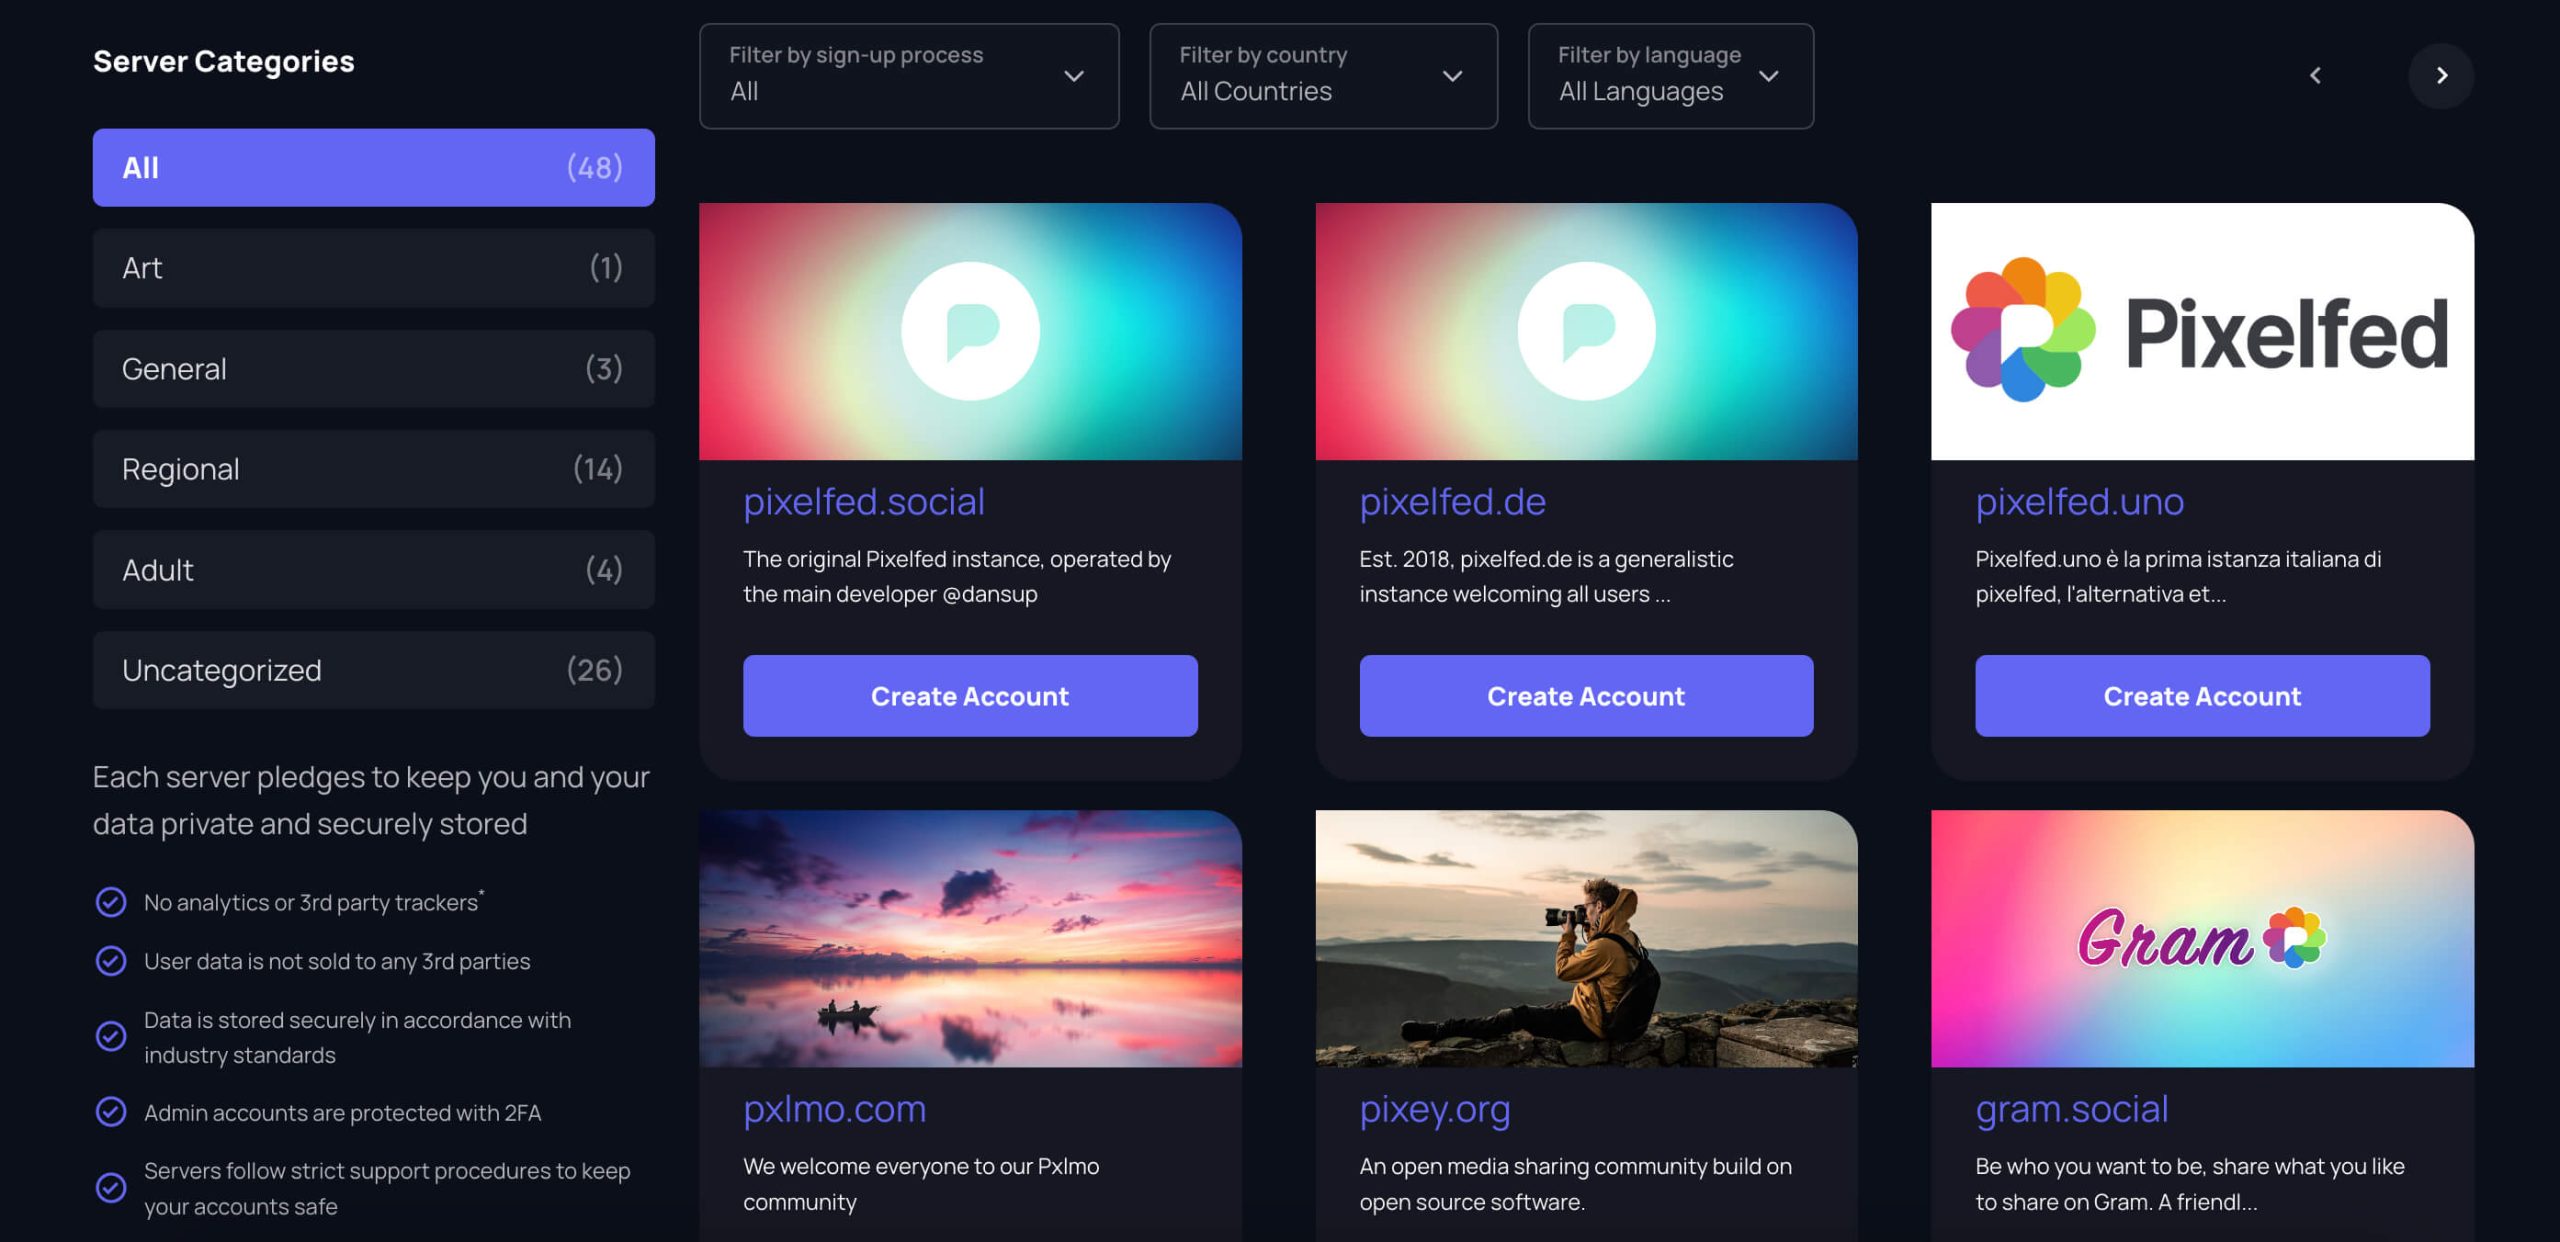 Server Categories
All (48)
Art (1)
General (3)
Regional (14)
Adult (4)
Uncategorized (26)
Each server pledges to keep you and your
data private and securely stored
No analytics or 3rd party trackers*
User data is not sold to any 3rd parties
Data is stored securely in accordance with
industry standards
Admin accounts are protected with 2FA
Servers follow strict support procedures to keep
your accounts safe
Filter by sign-up process
All
Filter by country
All Countries
Filter by language
All Languages
pixelfed.social
The original Pixelfed instance, operated by
the main developer @dansup
Create Account
pixelfed.de
Est. 2018, pixelfed.de is a generalistic
instance welcoming all users ...
Create Account
Pixelfed
pixelfed.uno
Pixelfed.uno è la prima istanza italiana di
pixelfed, l'alternativa et...
Create Account
pxlmo.com
We welcome everyone to our Pxlmo
community
pixey.org
An open media sharing community build on
open source software.
Gram
gram.social
Be who you want to be, share what you like
to share on Gram. A friendl...